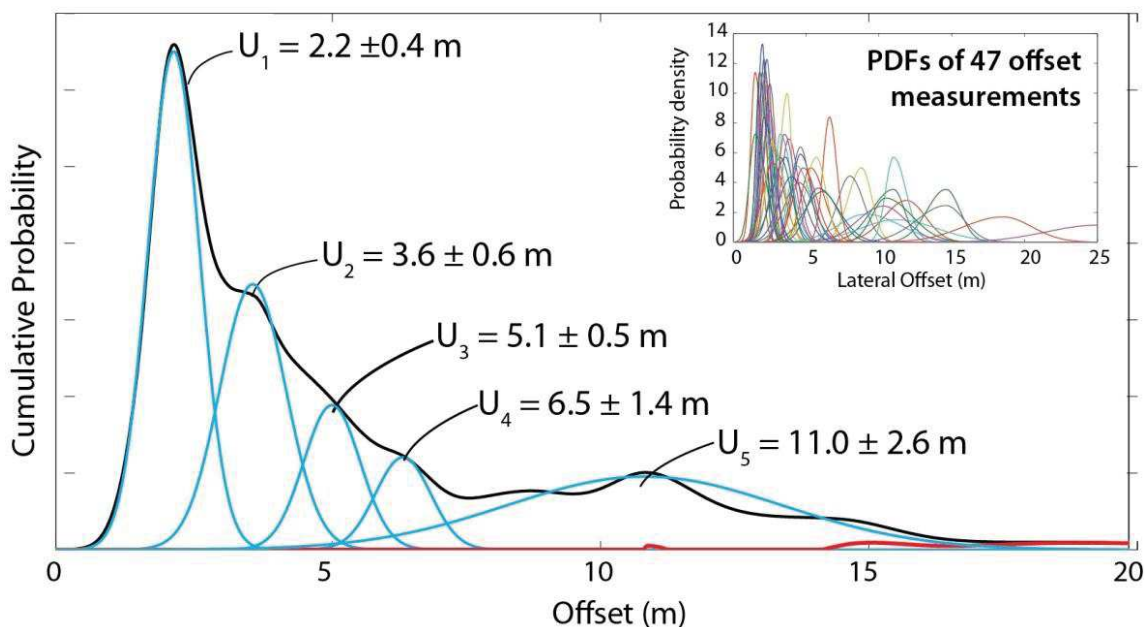 U1 = 2.2 ±0.4 m
U2 = 3.6 ± 0.6 m
U3 = 5.1 ± 0.5 m
U4 = 6.5 ± 1.4 m
U5 = 11.0 ± 2.6 m
Cumulative Probability
0 5 10 15 20
Offset (m)
PDFs of 47 offset
measurements
Probability density
14
12
10
8
6
4
2
0
0 5 10 15 20 25
Lateral Offset (m)